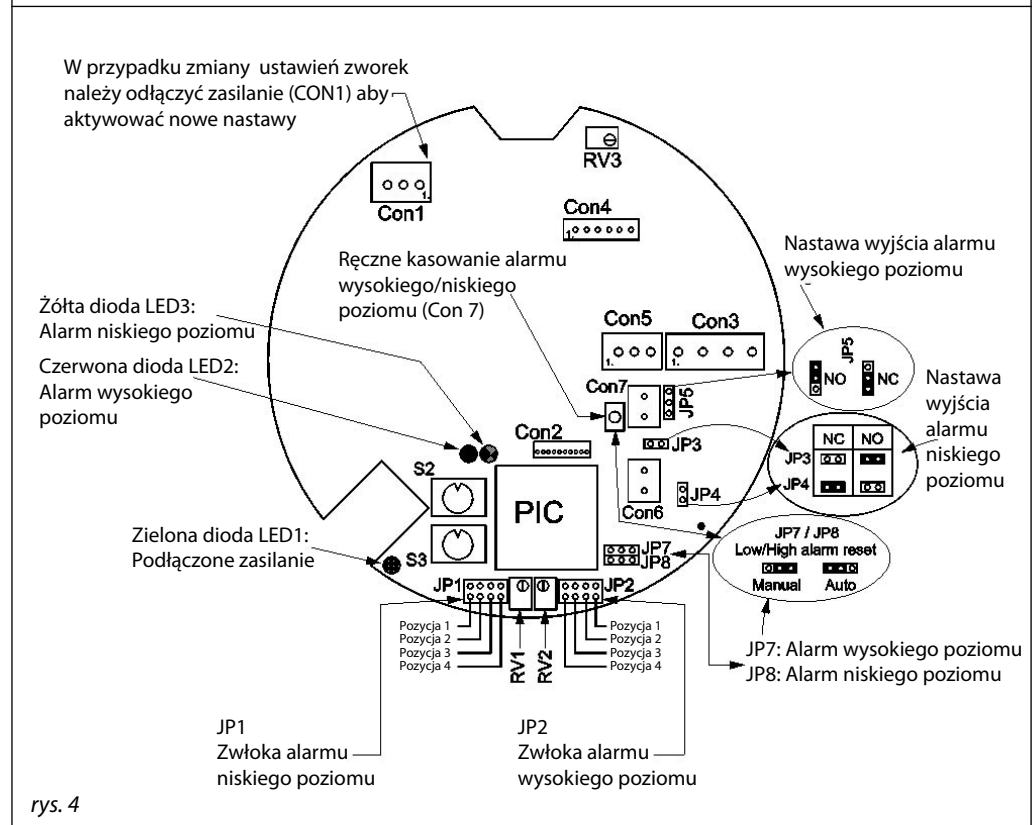 W przypadku zmiany ustawień zworek
należy odłączyć zasilanie (CON1) aby
aktywować nowe nastawy
RV3
1.
Con1
Con4
1.
Ręczne kasowanie alarmu
wysokiego/niskiego
poziomu (Con 7)
Nastawa wyjścia alarmu
wysokiego poziomu
Żółta dioda LED3:
Alarm niskiego poziomu
Czerwona dioda LED2:
Alarm wysokiego
poziomu
Con5
Con3
1.
1.
JP5
NO
NC
Con7
JP5
Nastawa
wyjścia
alarmu
niskiego
poziomu
Con2
JP3
NC NO
JP3
JP4
S2
PIC
Con6
JP4
Zielona dioda LED1:
Podłączone zasilanie
S3
JP7
JP8
JP7 / JP8
Low/High alarm reset
Manual Auto
JP1
JP2
Pozycja 1
Pozycja 2
Pozycja 3
Pozycja 4
RV1
RV2
Pozycja 1
Pozycja 2
Pozycja 3
Pozycja 4
JP7: Alarm wysokiego poziomu
JP8: Alarm niskiego poziomu
JP1
Zwłoka alarmu
niskiego poziomu
JP2
Zwłoka alarmu
wysokiego poziomu
rys. 4